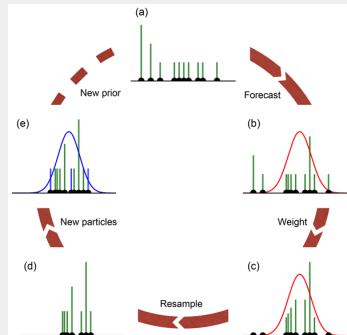 (a)
New prior
Forecast
(e)
(b)
New particles
Weight
(d)
Resample
(c)